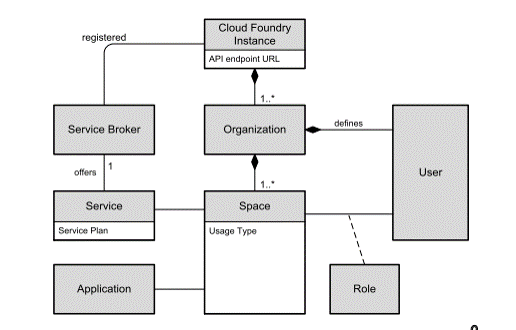 Cloud Foundry
Instance
registered
API endpoint URL
1..*
Service Broker
Organization
defines
User
offers
1
1..*
Service
Space
Service Plan
Usage Type
Application
Role